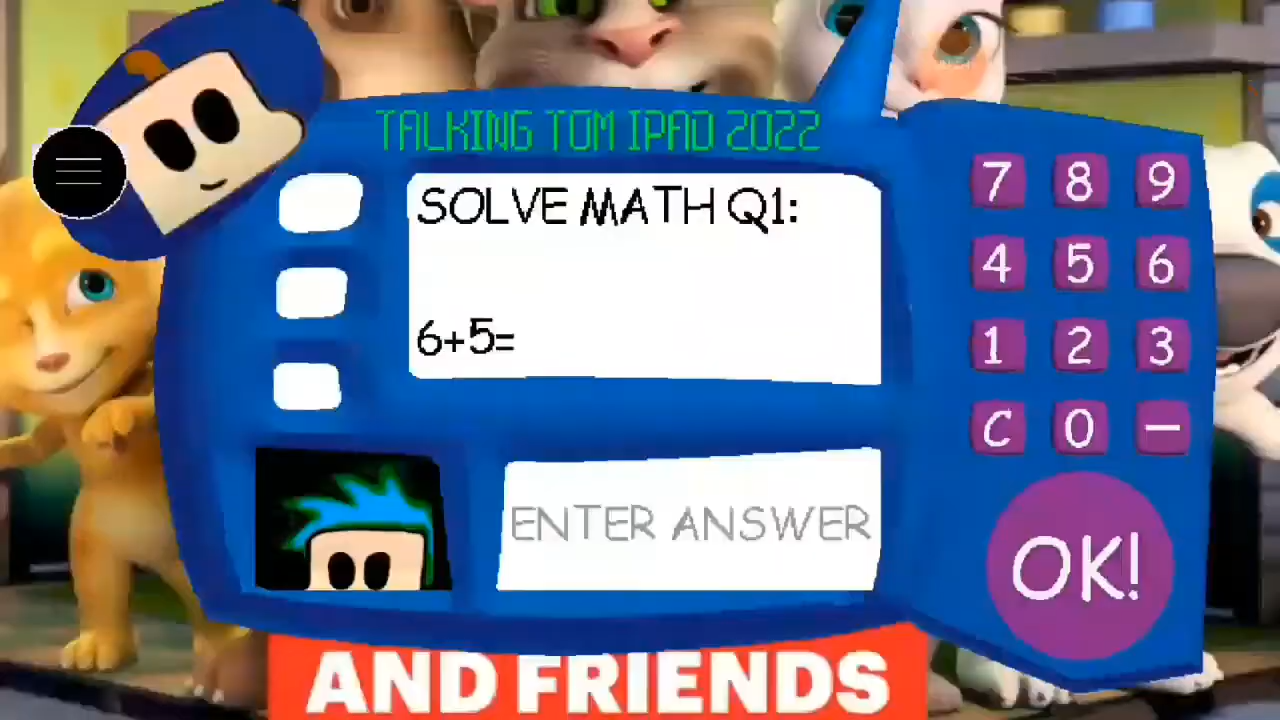 TALKING TOM IPAD 2022
SOLVE MATH Q1:
6+5=
7 8 9
4 5 6
1 2 3
C 0 —
ENTER ANSWER
OK!
AND FRIENDS